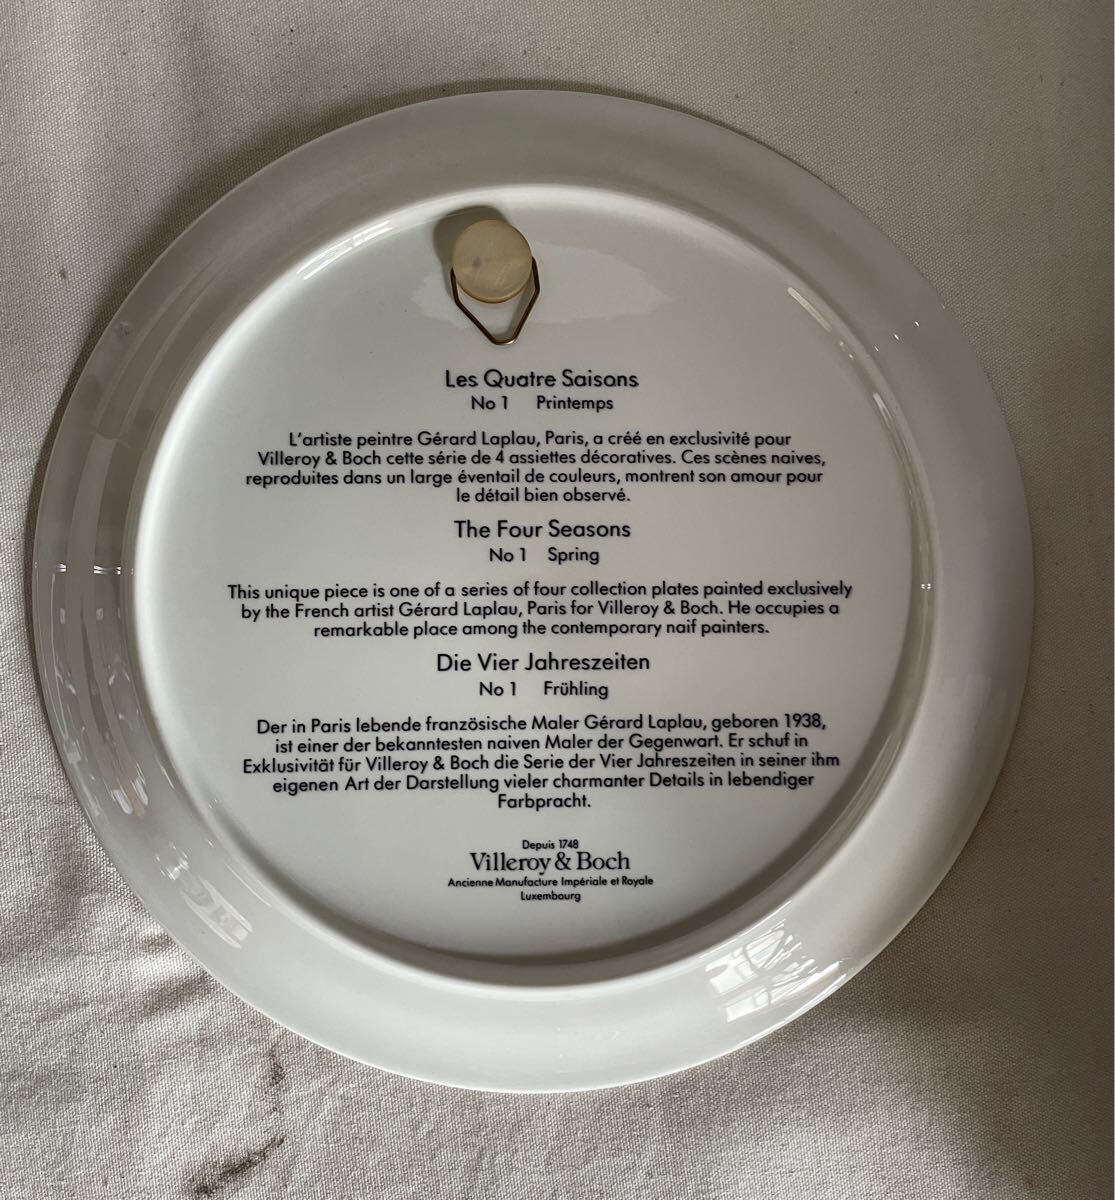 Les Quatre Saisons
No 1 Printemps
L'artiste peintre Gérard Laplau, Paris, a créé en exclusivité pour
Villeroy & Boch cette série de 4 assiettes décoratives. Ces scènes naives,
reproduites dans un large éventail de couleurs, montrent son amour pour
le détail bien observé.
The Four Seasons
No 1 Spring
This unique piece is one of a series of four collection plates painted exclusively
by the French artist Gérard Laplau, Paris for Villeroy & Boch. He occupies a
remarkable place among the contemporary naif painters.
Die Vier Jahreszeiten
No 1 Frühling
Der in Paris lebende französische Maler Gérard Laplau, geboren 1938,
ist einer der bekanntesten naiven Maler der Gegenwart. Er schuf in
Exklusivität für Villeroy & Boch die Serie der Vier Jahreszeiten in seiner ihm
eigenen Art der Darstellung vieler charmanter Details in lebendiger
Farbpracht.
Depuis 1748
Villeroy & Boch
Ancienne Manufacture Impériale et Royale
Luxembourg